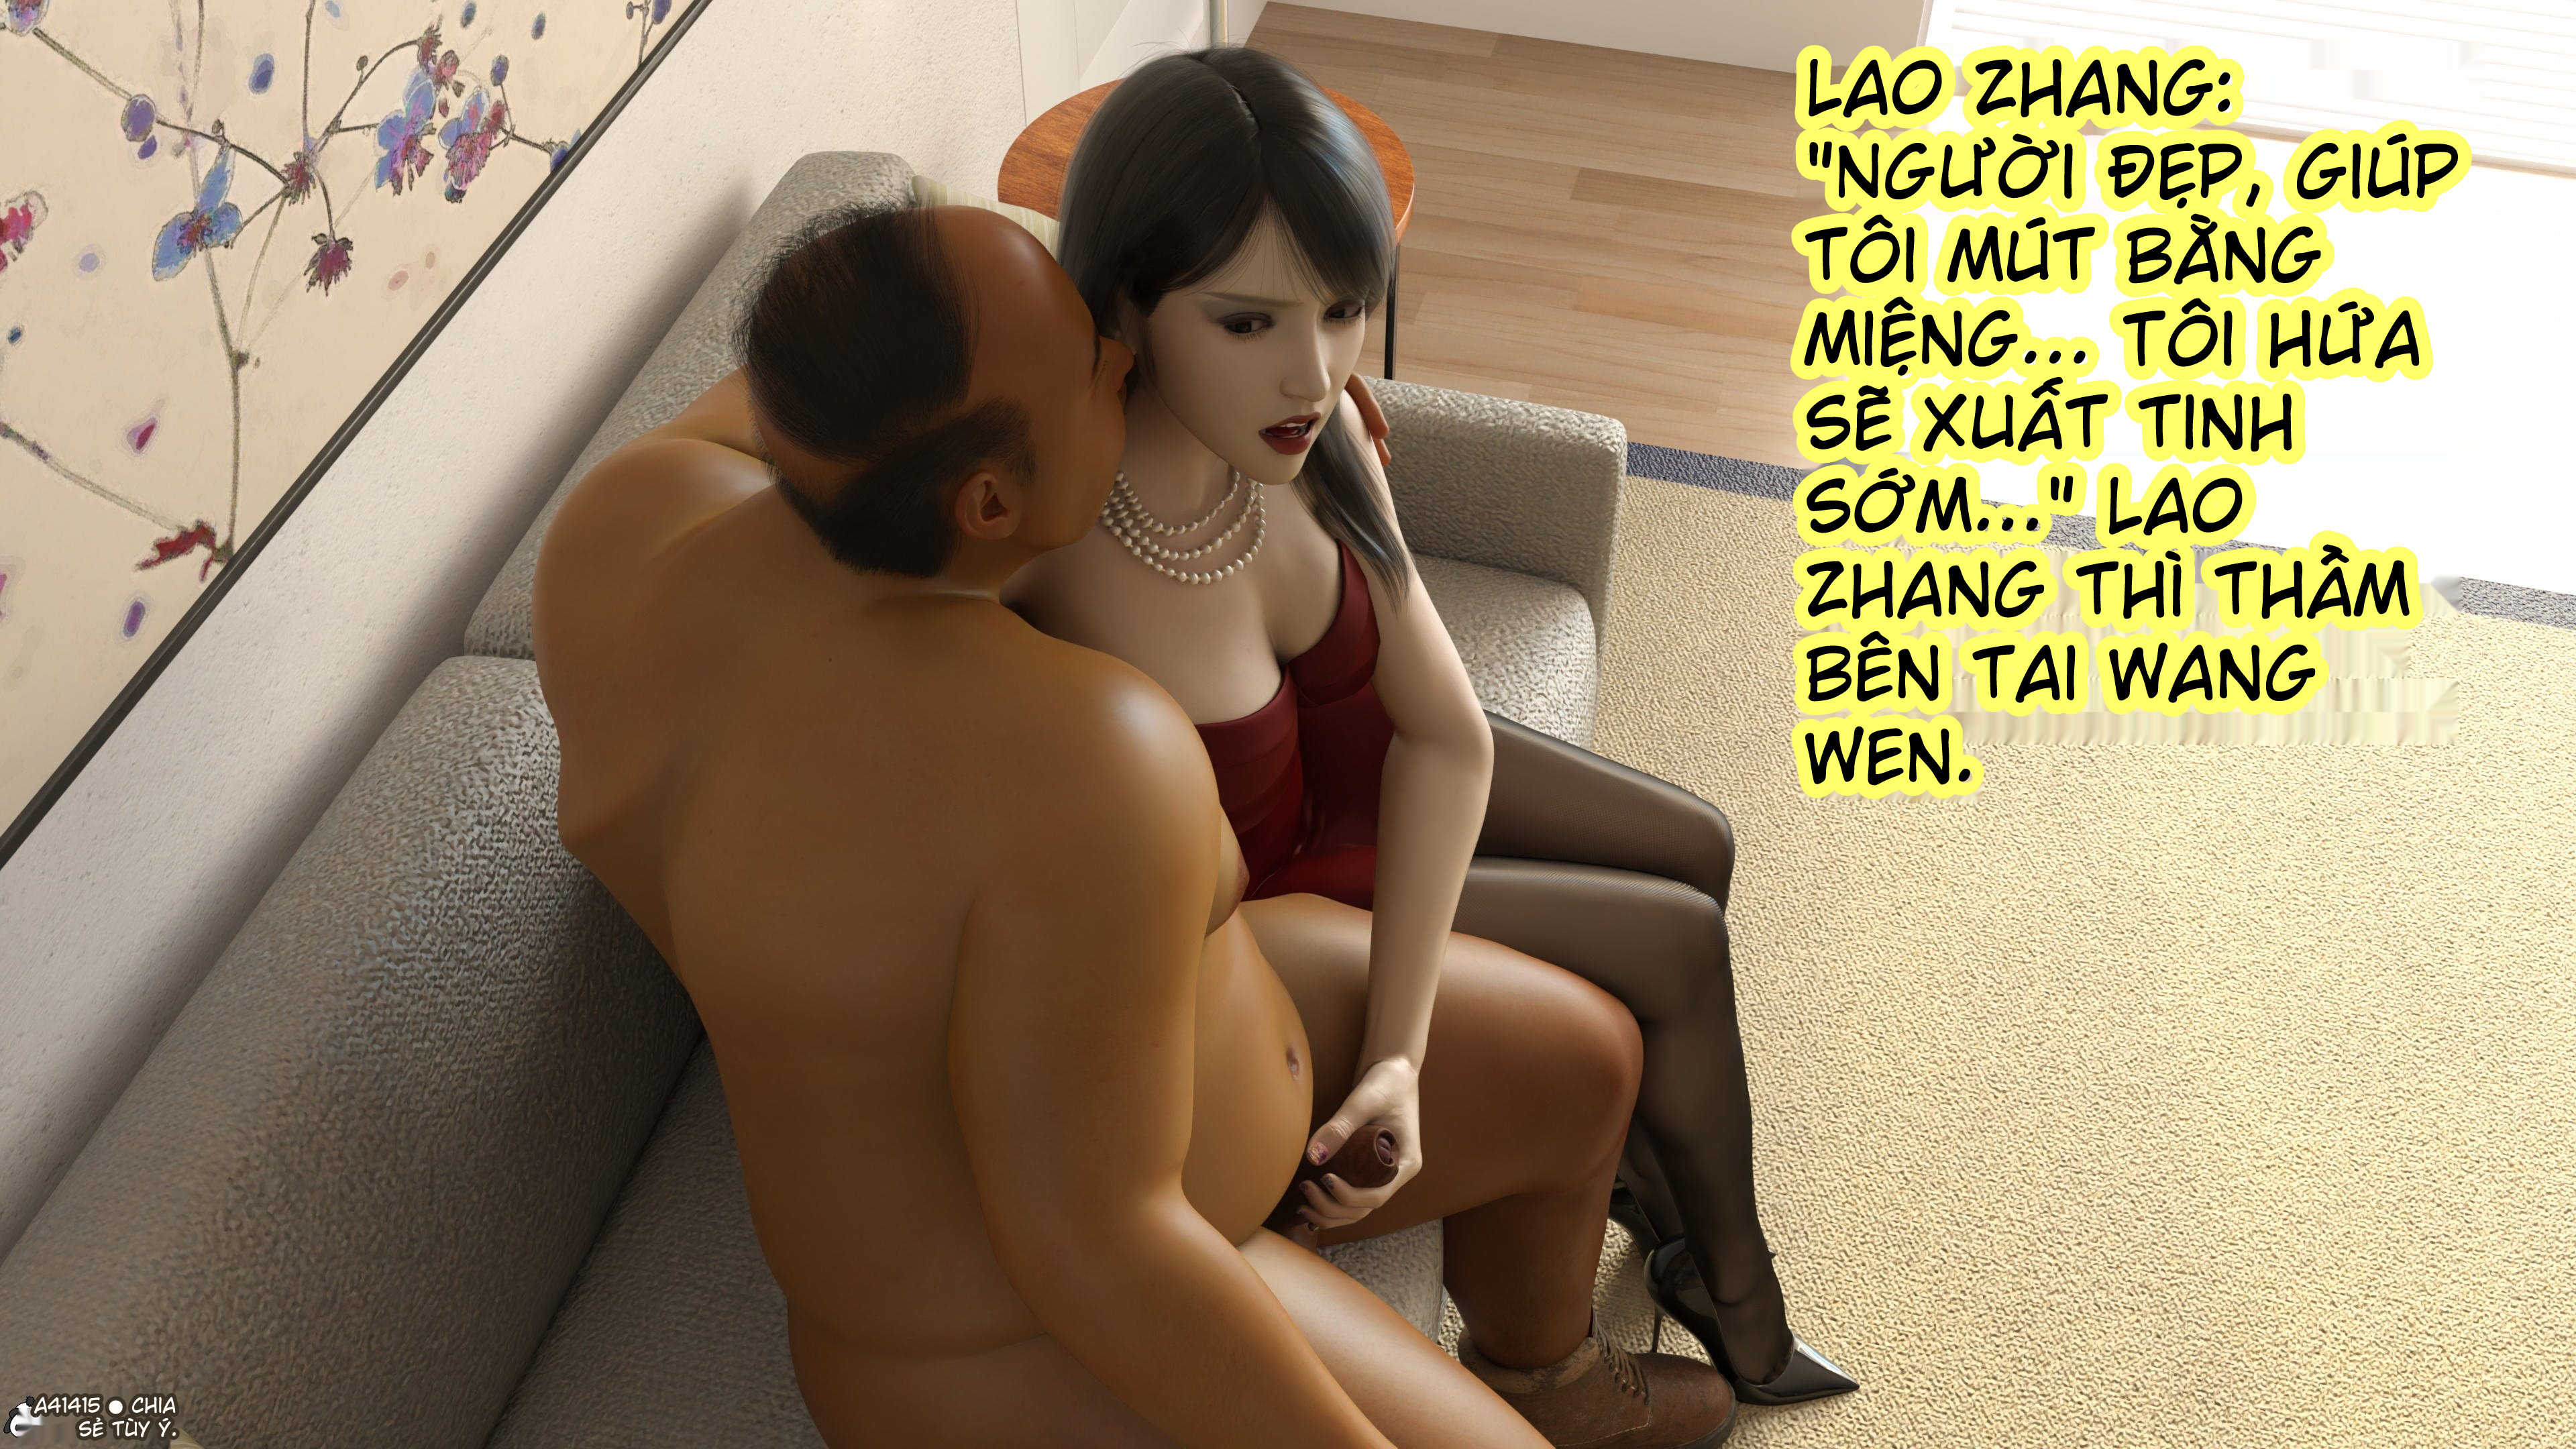 LAO ZHANG:
"NGƯỜI ĐẸP, GIÚP
TÔI MÚT BẰNG
MIỆNG... TÔI HỨA
SẼ XUẤT TINH
SỚM..." LAO
ZHANG THÌ THẦM
BÊN TAI WANG
WEN.
A41415 ● CHIA
SẺ TÙY Ý.